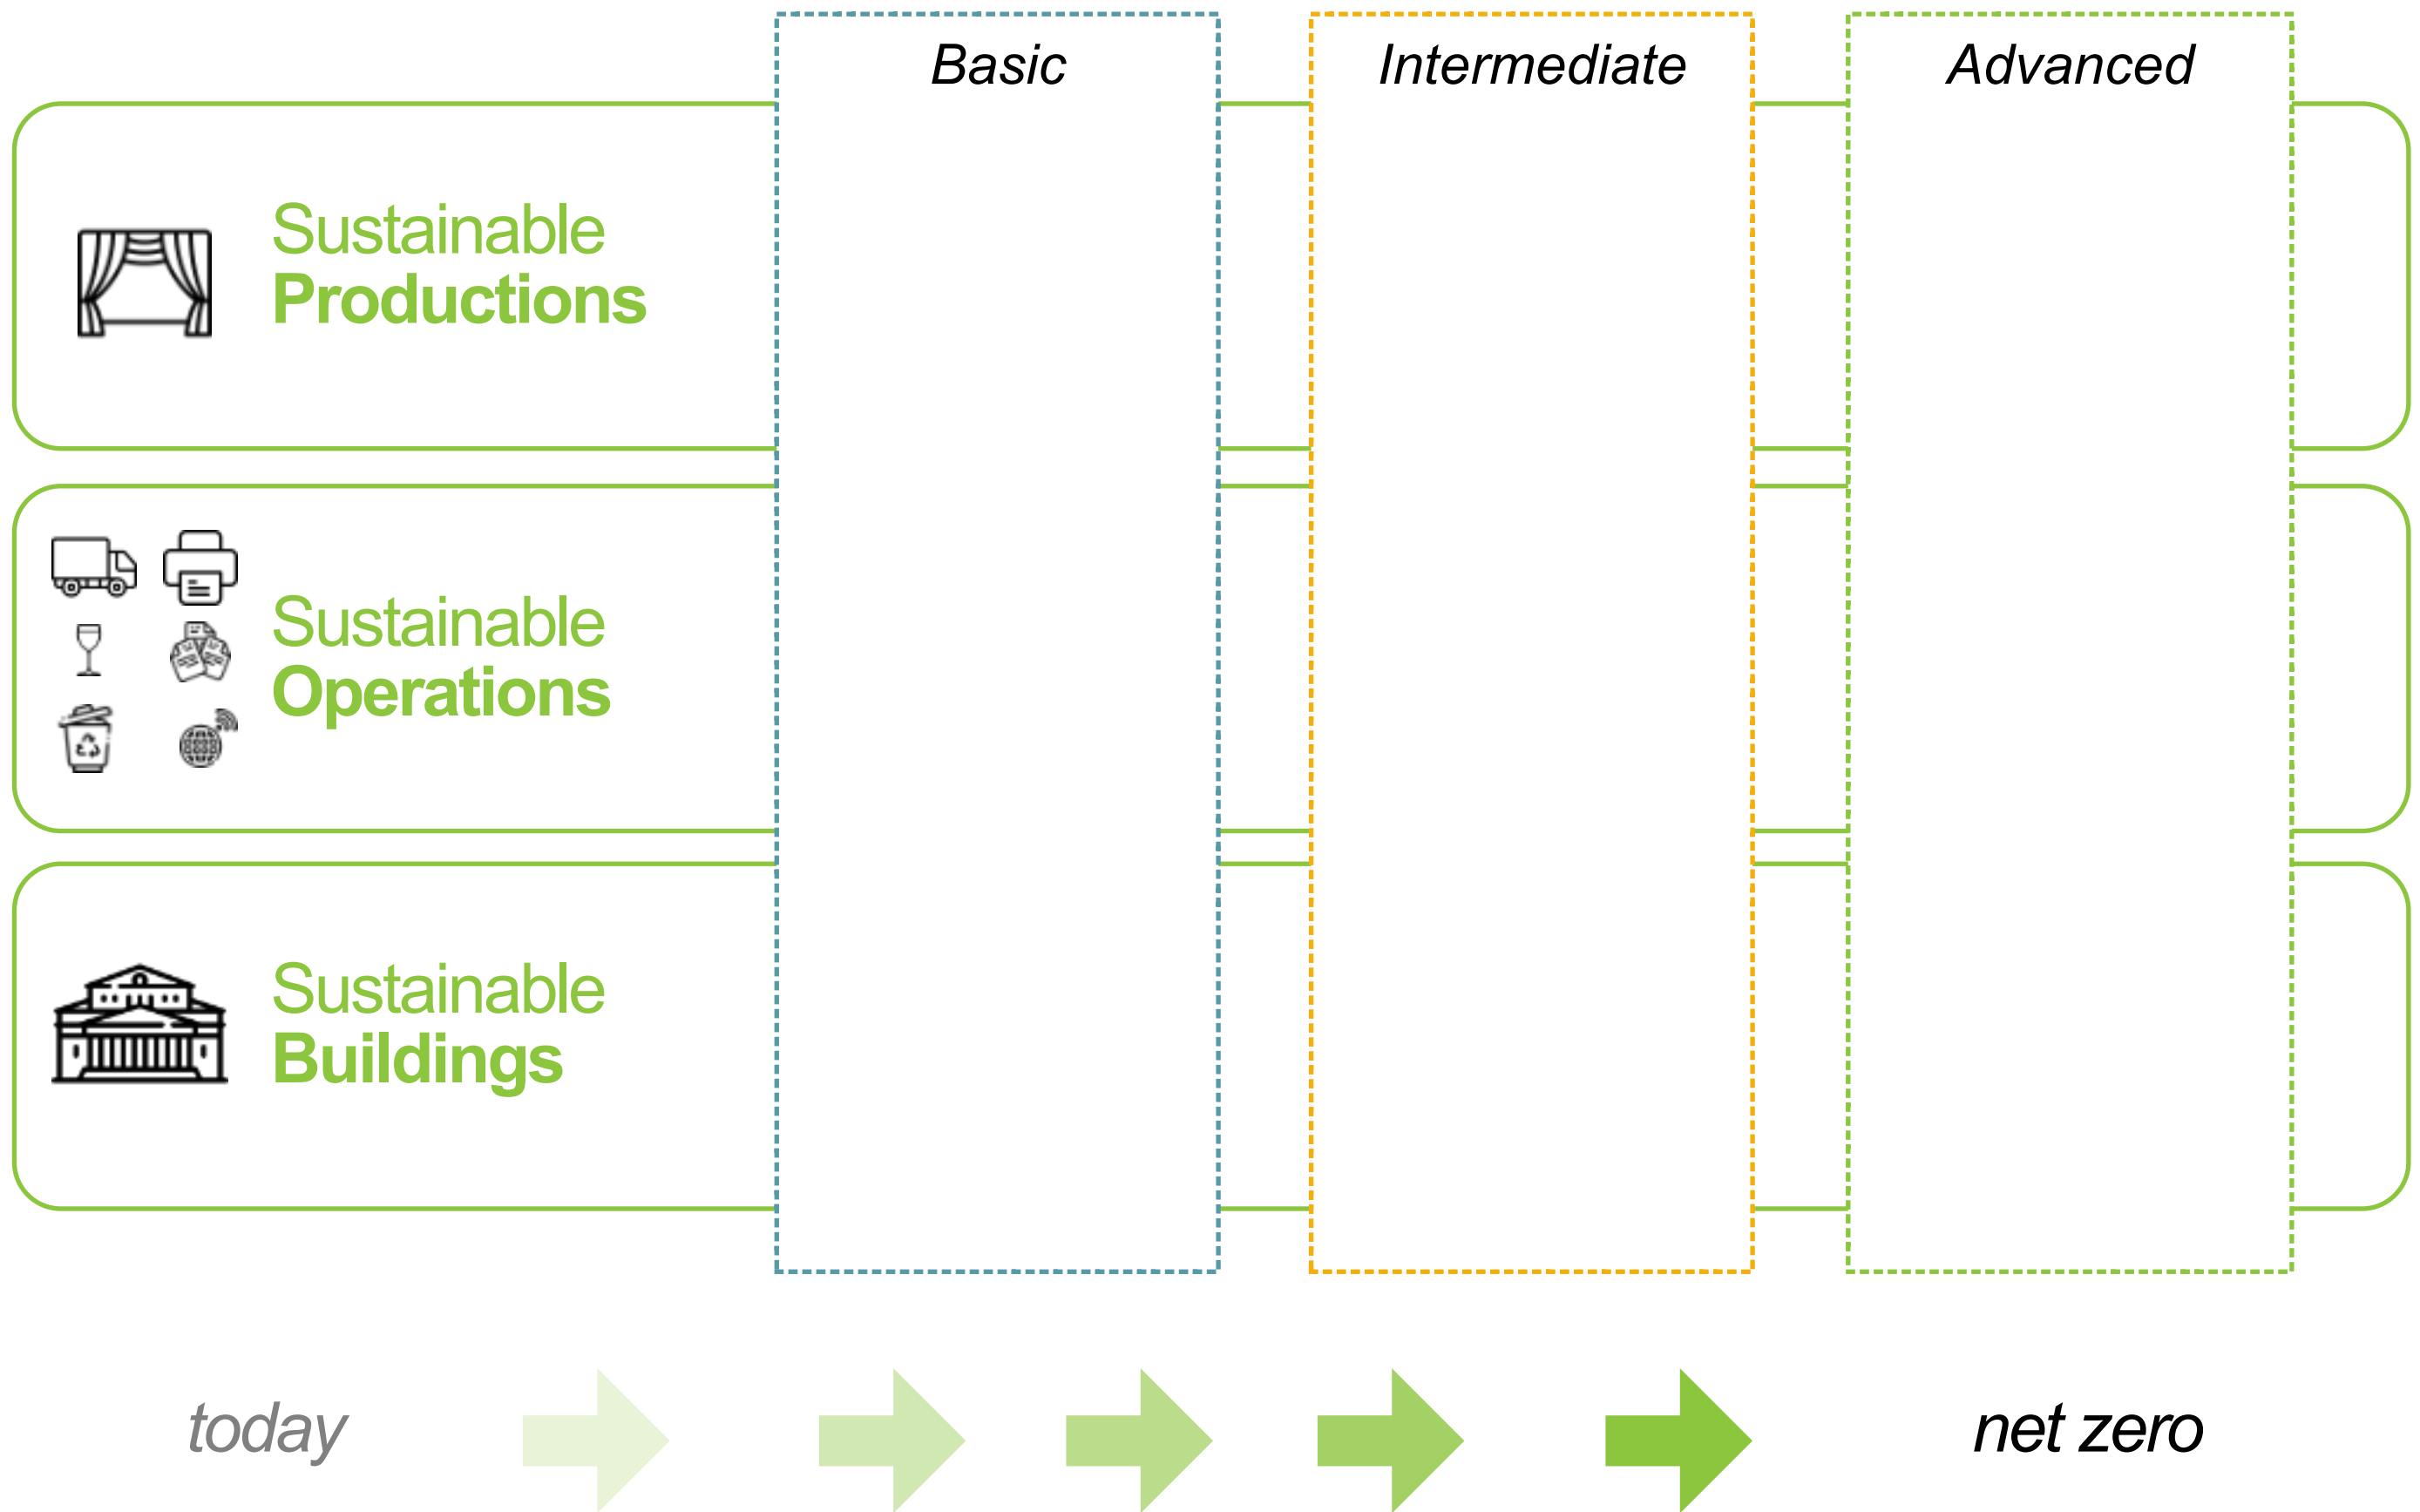 Basic
Intermediate
Advanced
Sustainable
Productions
Sustainable
Operations
Sustainable
Buildings
today
net zero